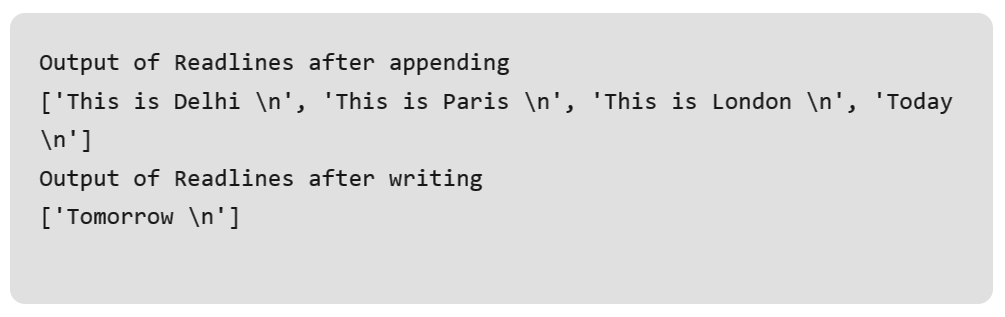 Output of Readlines after appending
['This is Delhi \n', 'This is Paris \n', 'This is London \n', 'Today
\n']
Output of Readlines after writing
['Tomorrow \n']